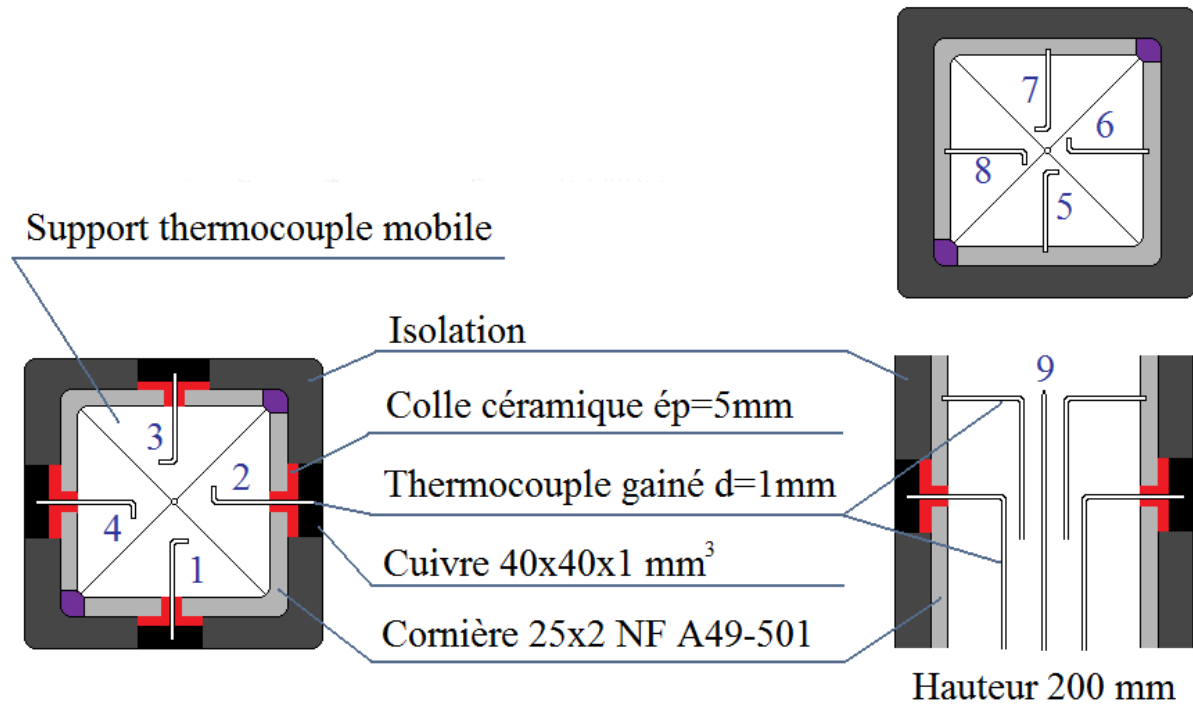 7
6
8
5
Support thermocouple mobile
Isolation
9
Colle céramique ép=5mm
3
2
Thermocouple gainé d=1mm
4
1
Cuivre 40x40x1 mm³
Cornière 25x2 NF A49-501
Hauteur 200 mm